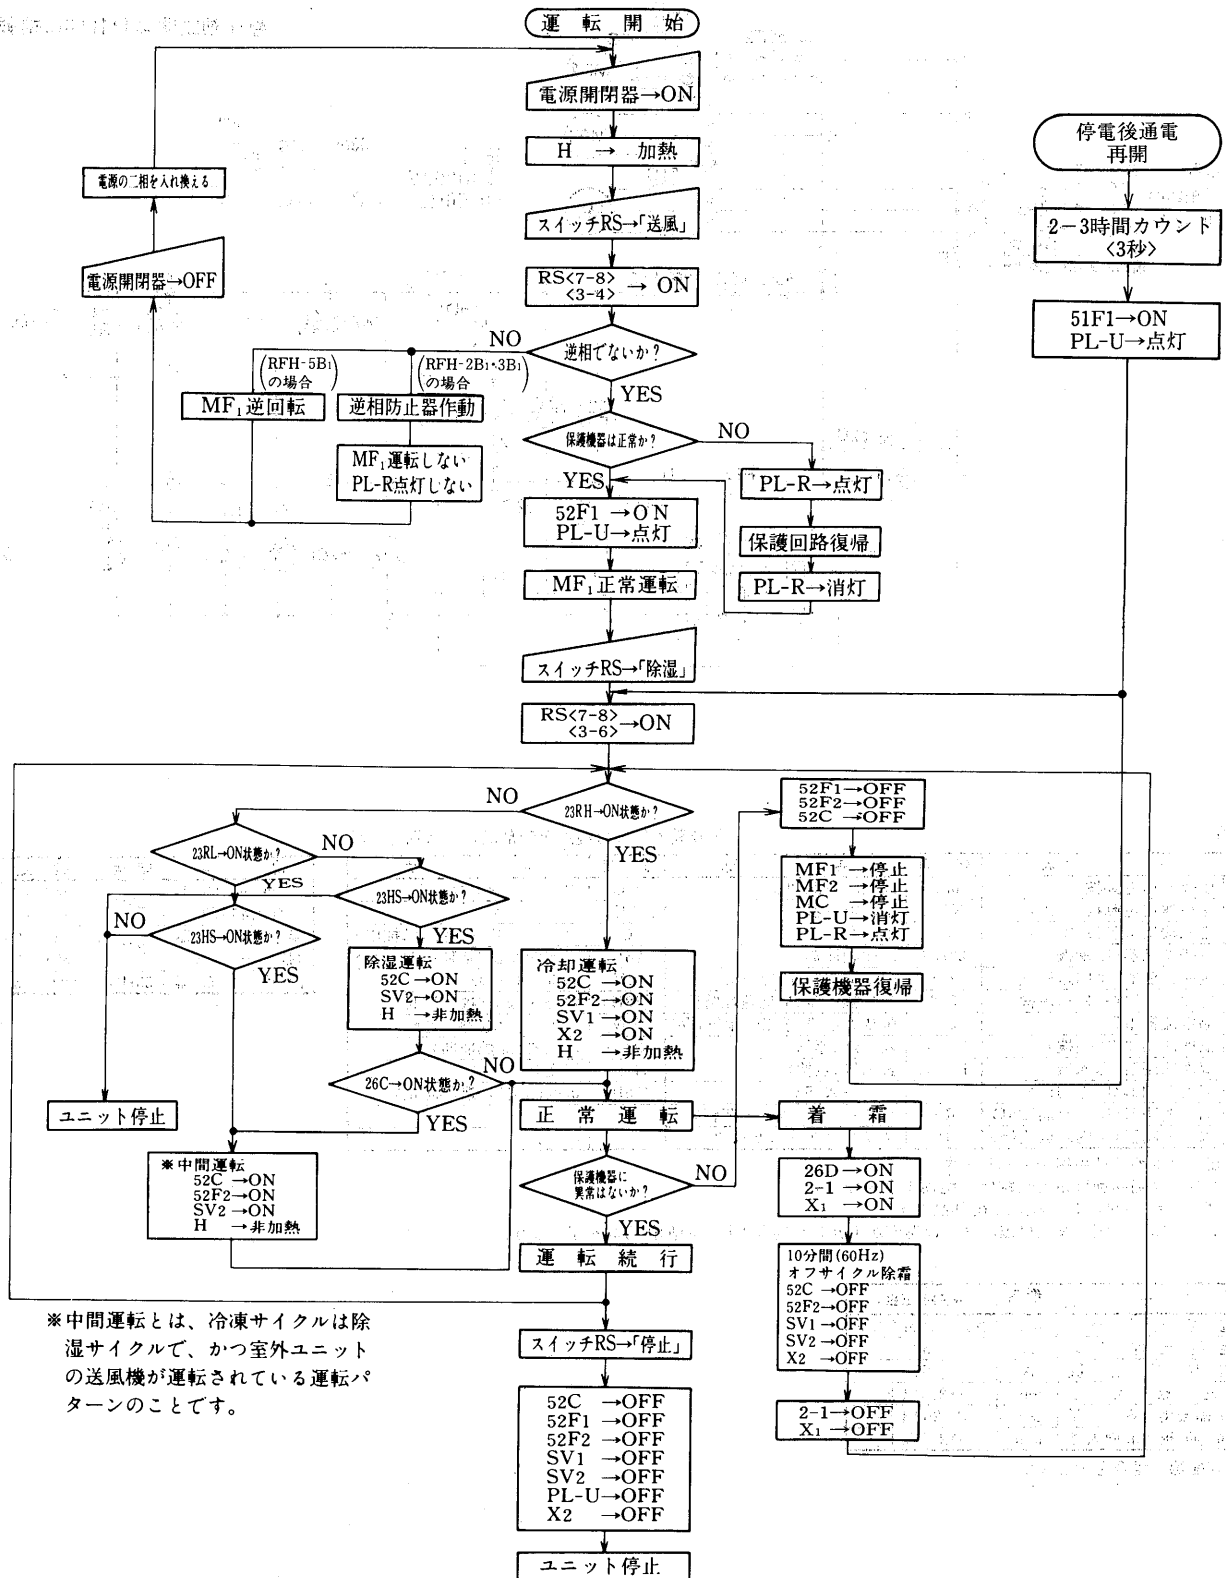 運転開始
電源開閉器→ON
H → 加熱
スイッチRS→「送風」
RS<7-8>
<3-4> → ON
逆相でないか?
NO
YES
(RFH-5B1)
の場合
(RFH-2B1・3B1)
の場合
MF1逆回転
逆相防止器作動
MF1運転しない
PL-R点灯しない
電源開閉器→OFF
電源の二相を入れ換える
保護機器は正常か?
NO
YES
PL-R→点灯
保護回路復帰
PL-R→消灯
52F1→ON
PL-U→点灯
MF1正常運転
スイッチRS→「除湿」
RS<7-8>
<3-6> →ON
停電後通電
再開
2-3時間カウント
<3秒>
51F1→ON
PL-U→点灯
23RH→ON状態か?
NO
YES
23RL→ON状態か?
NO
YES
23HS→ON状態か?
YES
23HS→ON状態か?
NO
YES
除湿運転
52C→ON
SV2→ON
H →非加熱
26C→ON状態か?
NO
YES
ユニット停止
※中間運転
52C→ON
52F2→ON
SV2→ON
H →非加熱
冷却運転
52C→ON
52F2→ON
SV1→ON
X2→ON
H →非加熱
正常運転
保護機器に
異常はないか?
NO
YES
運転続行
52F1→OFF
52F2→OFF
52C→OFF
MF1→停止
MF2→停止
MC→停止
PL-U→消灯
PL-R→点灯
保護機器復帰
着霜
26D→ON
2-1→ON
X1→ON
10分間(60Hz)
オフサイクル除霜
52C→OFF
52F2→OFF
SV1→OFF
SV2→OFF
X2→OFF
2-1→OFF
X1→OFF
スイッチRS→「停止」
52C→OFF
52F1→OFF
52F2→OFF
SV1→OFF
SV2→OFF
PL-U→OFF
X2→OFF
ユニット停止
※中間運転とは、冷凍サイクルは除
湿サイクルで、かつ室外ユニット
の送風機が運転されている運転パ
ターンのことです。